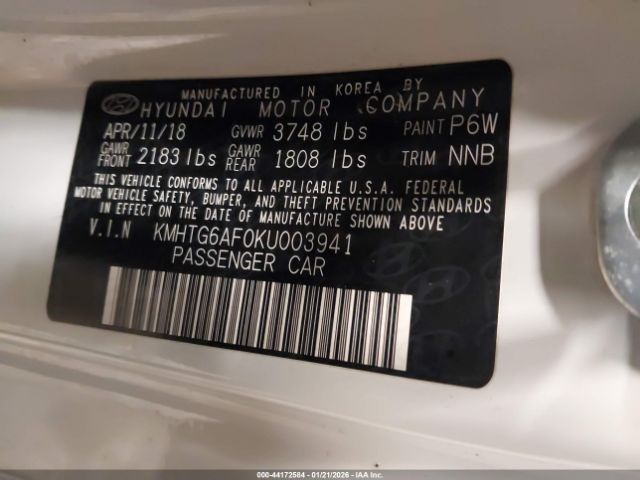 MANUFACTURED IN KOREA BY
HYUNDAI MOTOR COMPANY
APR/11/18 GVWR 3748 lbs PAINT P6W
GAWR FRONT 2183 lbs GAWR REAR 1808 lbs TRIM NNB
THIS VEHICLE CONFORMS TO ALL APPLICABLE U.S.A. FEDERAL
MOTOR VEHICLE SAFETY, BUMPER, AND THEFT PREVENTION STANDARDS
IN EFFECT ON THE DATE OF MANUFACTURE SHOWN ABOVE
V.I.N KMHTG6AF0KU003941
PASSENGER CAR
000-44172584 | 01/21/2026 - COPYRIGHT IAA, LLC.